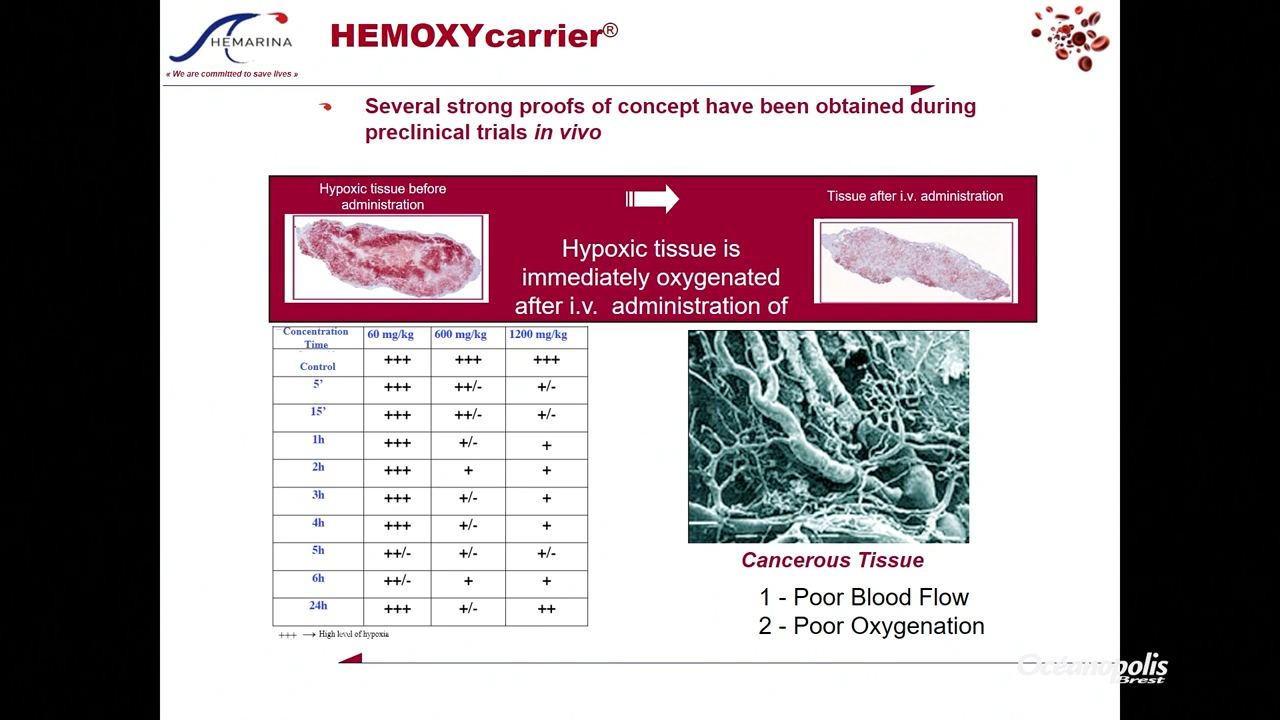 HEMARINA
« We are committed to save lives »
HEMOXYcarrier®
Several strong proofs of concept have been obtained during
preclinical trials in vivo
Hypoxic tissue before
administration
Tissue after i.v. administration
Hypoxic tissue is
immediately oxygenated
after i.v. administration of
Concentration
Time
60 mg/kg 600 mg/kg 1200 mg/kg
Control +++ +++ +++
5’ +++ ++/- +/-
15’ +++ ++/- +/-
1h +++ +/- +
2h +++ + +
3h +++ +/- +
4h +++ +/- +
5h ++/- +/- +/-
6h ++/- + +
24h +++ +/- ++
+++ → High level of hypoxia
Cancerous Tissue
1 - Poor Blood Flow
2 - Poor Oxygenation
Océanopolis
Brest